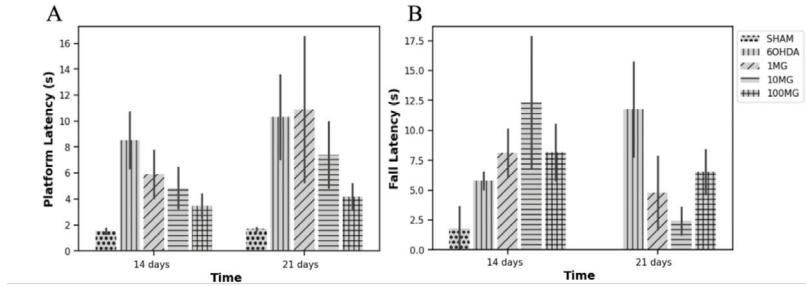 A
Platform Latency (s)
16
14
12
10
8
6
4
2
0
14 days
21 days
Time
B
Fall Latency (s)
17.5
15.0
12.5
10.0
7.5
5.0
2.5
0.0
14 days
21 days
Time
SHAM
6OHDA
1MG
10MG
100MG